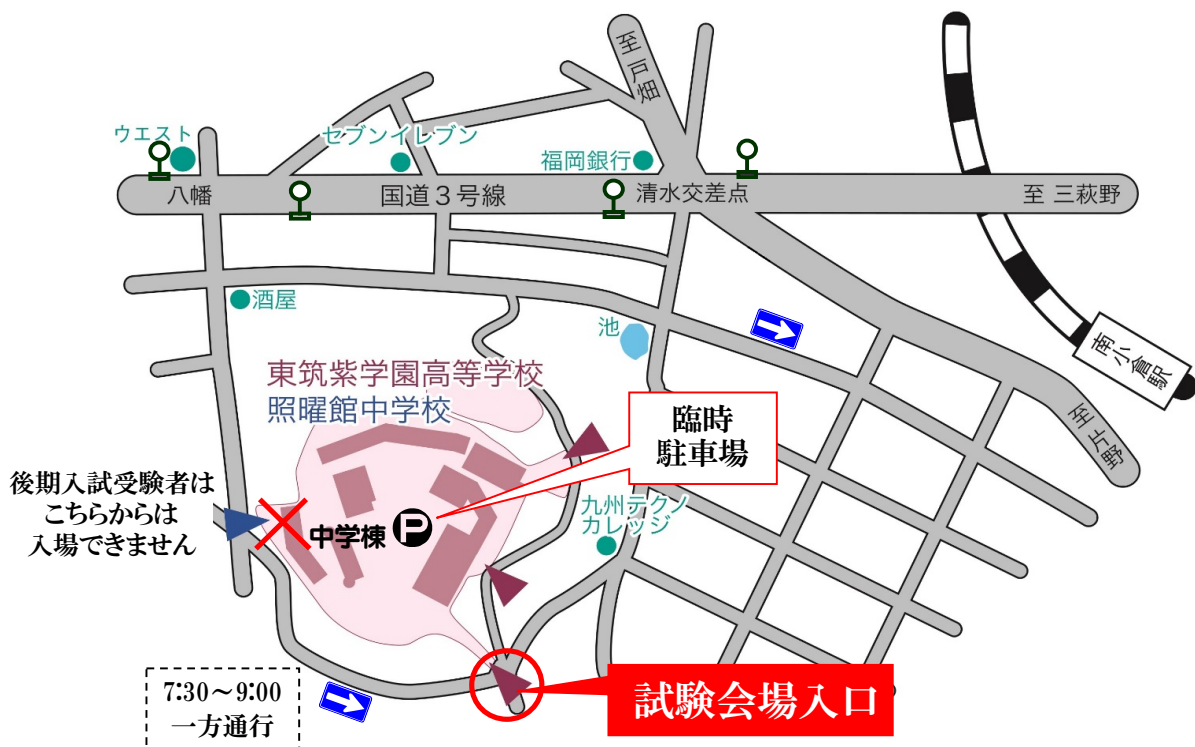 至 戸畑
ウエスト
セブンイレブン
福岡銀行
八幡
国道3号線
清水交差点
至 三萩野
酒屋
池
南小倉駅
至 片野
東筑紫学園高等学校
照曜館中学校
臨時
駐車場
後期入試受験者は
こちらからは
入場できません
九州テクノ
カレッジ
中学棟
P
7:30～9:00
一方通行
試験会場入口